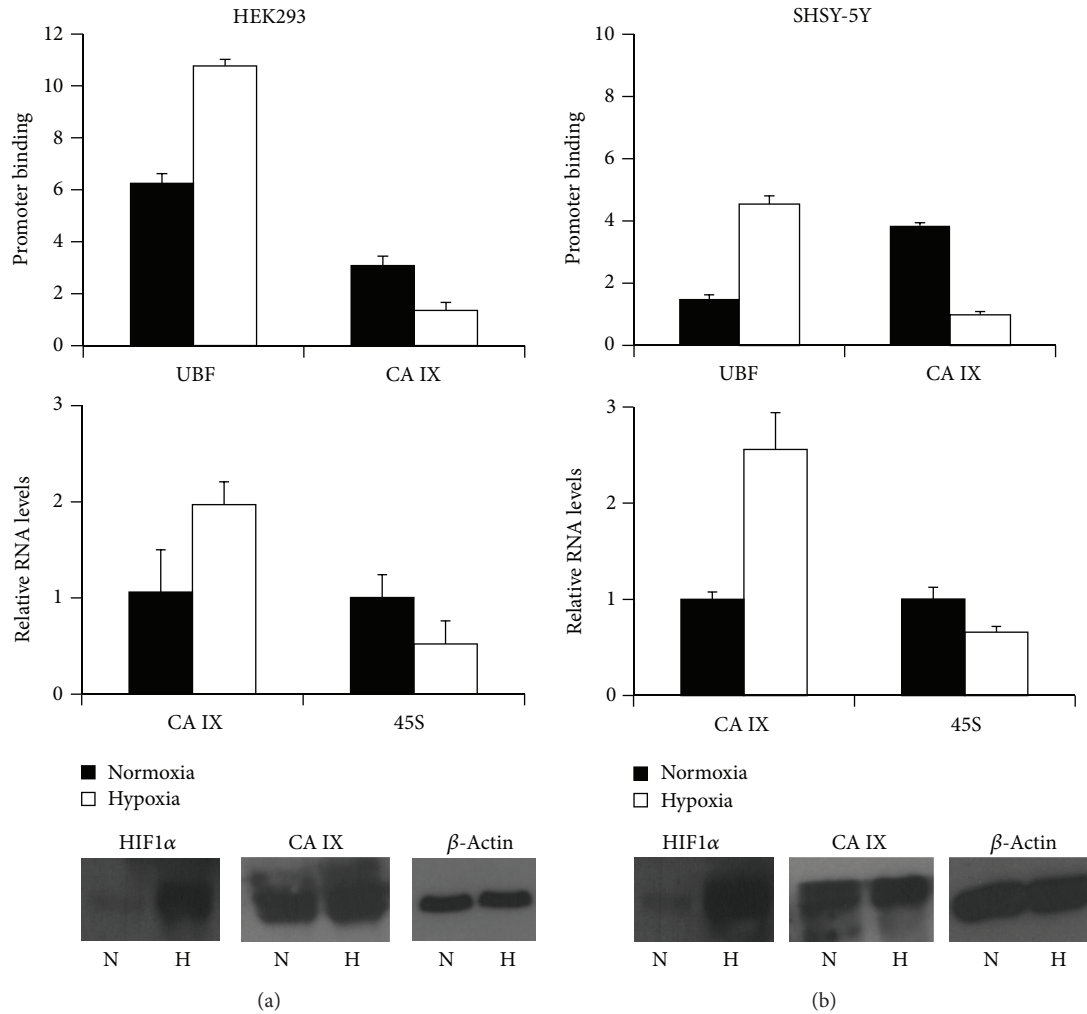 HEK293
12
10
8
6
4
2
0
Promoter binding
UBF CA IX
3
2
1
0
Relative RNA levels
CA IX 45S
Normoxia
Hypoxia
HIF1α CA IX β-Actin
N H N H N H
(a)
SHSY-5Y
10
8
6
4
2
0
Promoter binding
UBF CA IX
3
2
1
0
Relative RNA levels
CA IX 45S
Normoxia
Hypoxia
HIF1α CA IX β-Actin
N H N H N H
(b)